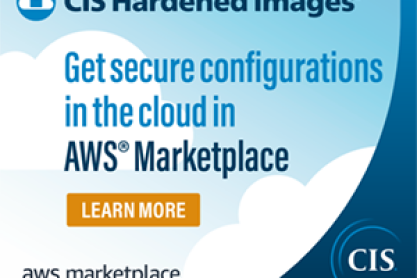 CIS Hardened Images
Get secure configurations
in the cloud in
AWS® Marketplace
LEARN MORE
aws marketplace
CIS